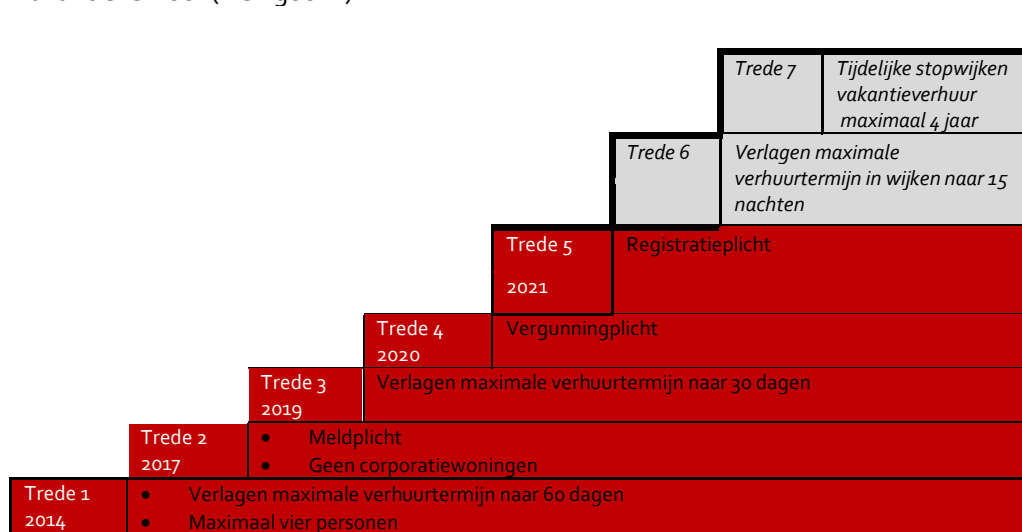 Trede 7
Tijdelijke stopwijken
vakantieverhuur
maximaal 4 jaar
Trede 6
Verlagen maximale
verhuurtermijn in wijken naar 15
nachten
Trede 5
2021
Registratieplicht
Trede 4
2020
Vergunningplicht
Trede 3
2019
Verlagen maximale verhuurtermijn naar 30 dagen
Trede 2
2017
• Meldplicht
• Geen corporatiewoningen
Trede 1
2014
• Verlagen maximale verhuurtermijn naar 60 dagen
• Maximaal vier personen